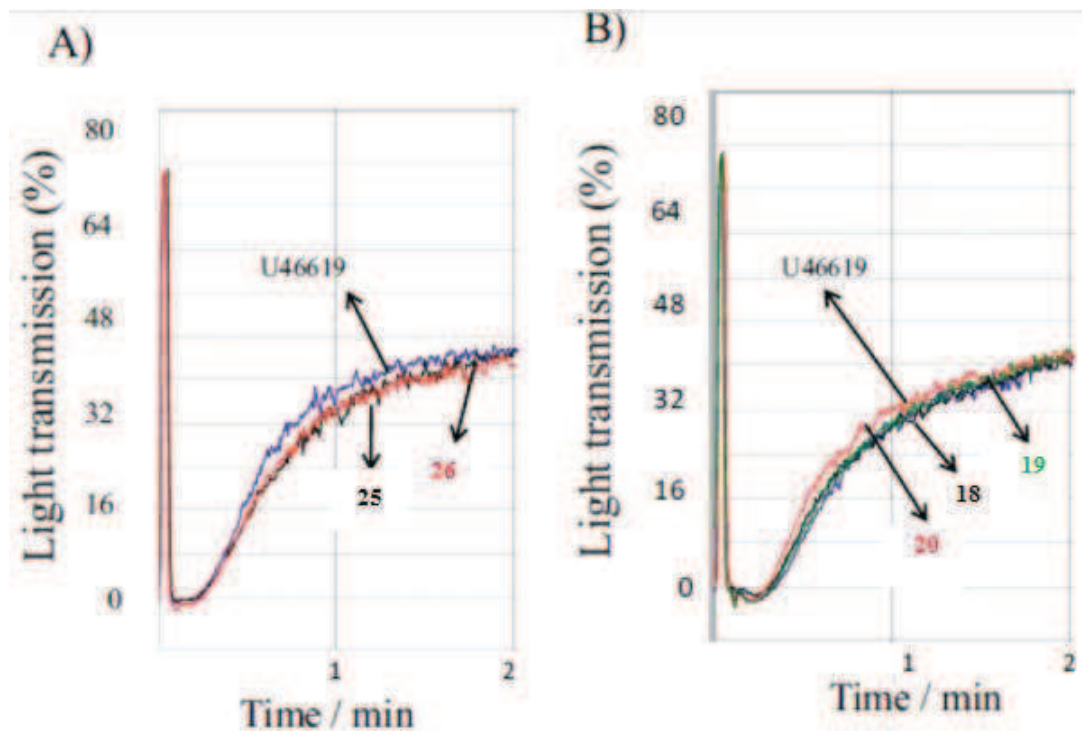 A)
Light transmission (%)
80
64
48
32
16
0
U46619
25
26
1
2
Time / min
B)
Light transmission (%)
80
64
48
32
16
0
U46619
18
19
20
1
2
Time / min